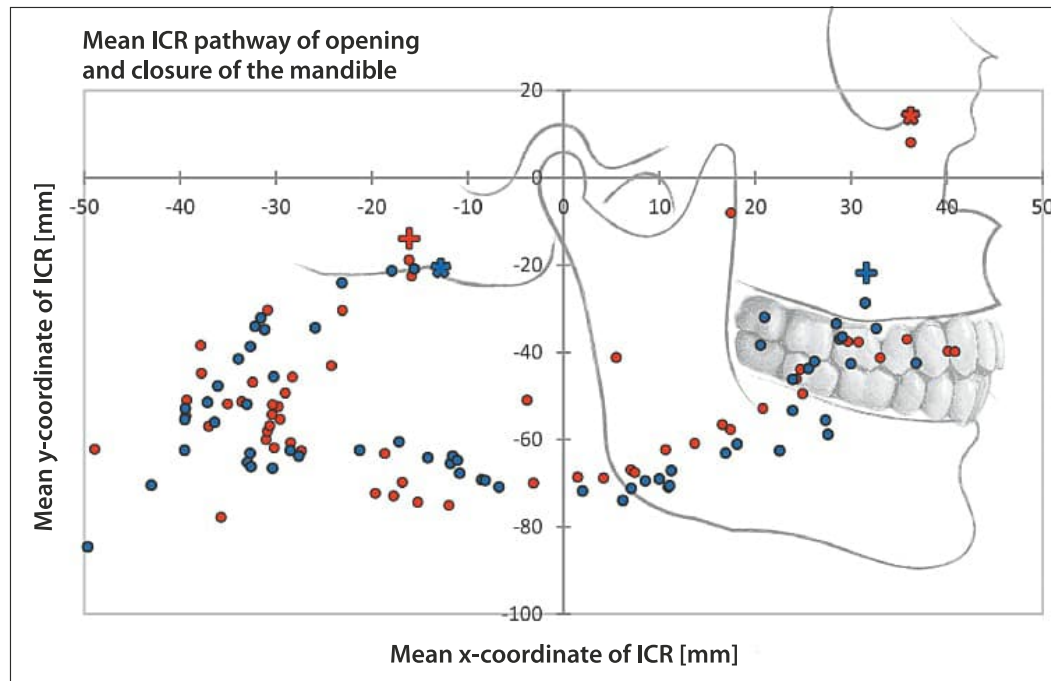 Mean ICR pathway of opening
and closure of the mandible
20
0
-50 -40 -30 -20 -10 0 10 20 30 40 50
-20
-40
-60
-80
-100
Mean y-coordinate of ICR [mm]
Mean x-coordinate of ICR [mm]